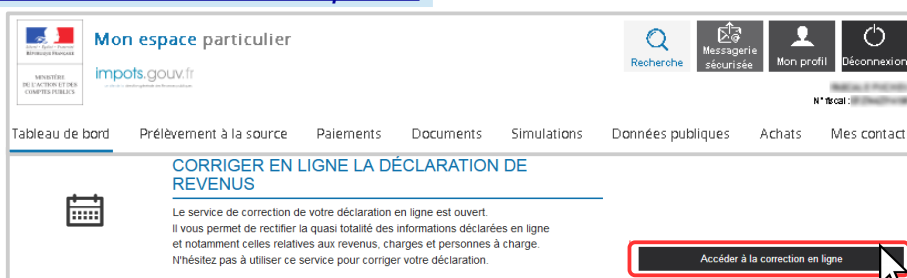 Mon espace particulier
impots.gouv.fr
RÉPUBLIQUE FRANÇAISE
MINISTÈRE
DE L'ACTION ET DES
COMPTES PUBLICS
Recherche
Messagerie
sécurisée
Mon profil
Déconnexion
N° fiscal :
Tableau de bord Prélèvement à la source Paiements Documents Simulations Données publiques Achats Mes contact
CORRIGER EN LIGNE LA DÉCLARATION DE
REVENUS
Le service de correction de votre déclaration en ligne est ouvert.
Il vous permet de rectifier la quasi totalité des informations déclarées en ligne
et notamment celles relatives aux revenus, charges et personnes à charge.
N'hésitez pas à utiliser ce service pour corriger votre déclaration.
Accéder à la correction en ligne